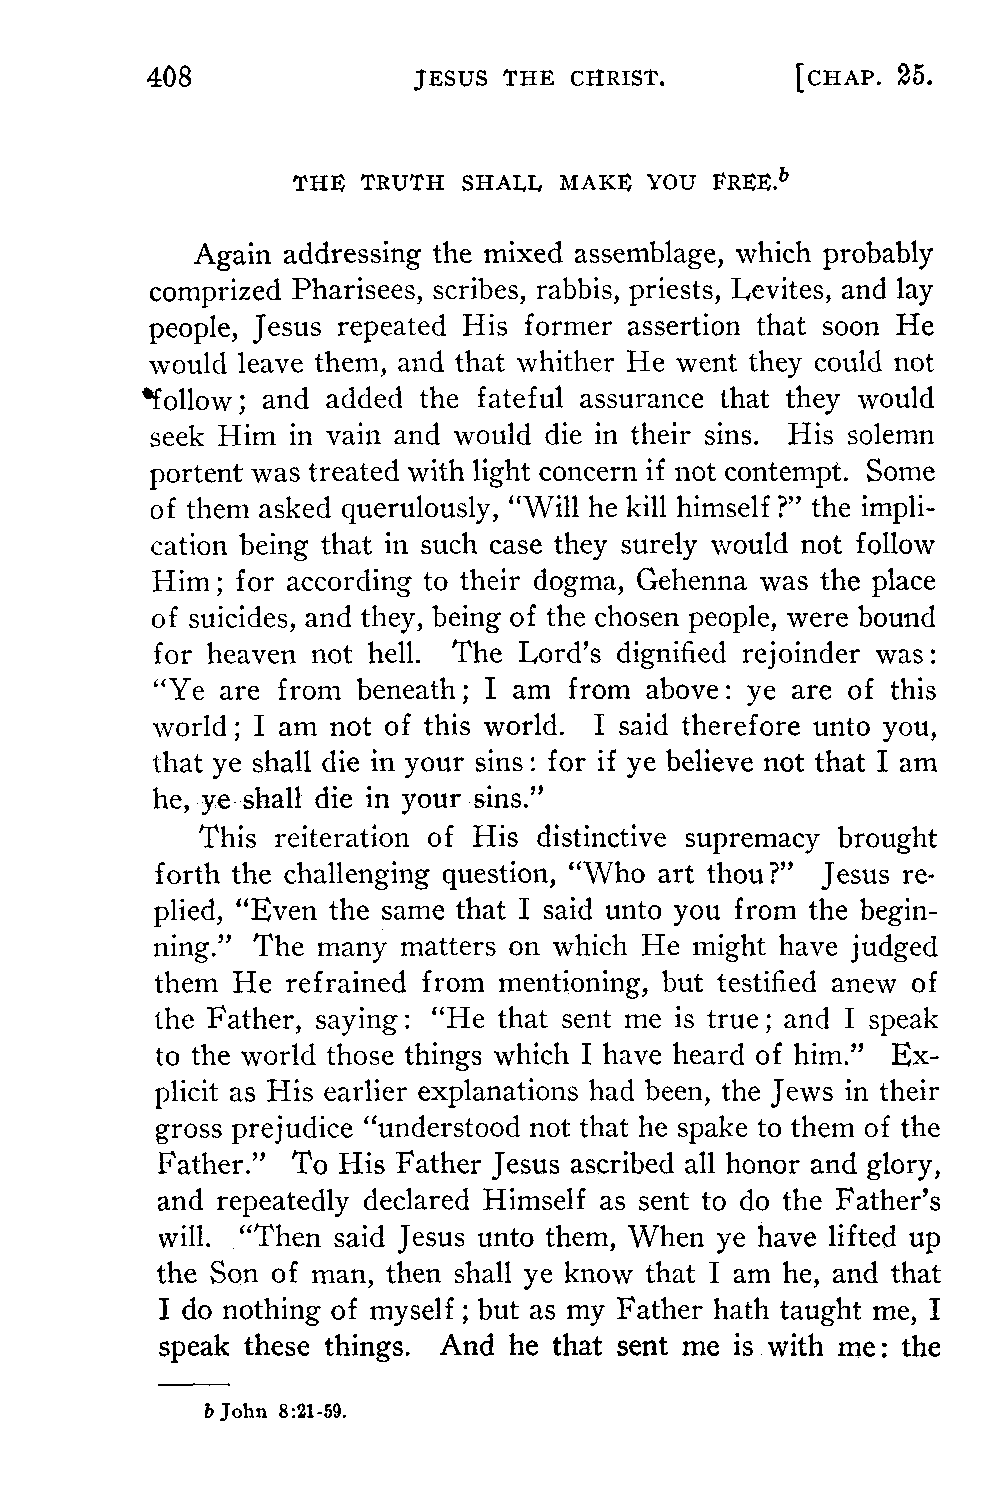 408 JESUS THE CHRIST. [CHAP. 25.
THE TRUTH SHALL MAKE YOU FREE.b
Again addressing the mixed assemblage, which probably
comprized Pharisees, scribes, rabbis, priests, Levites, and lay
people, Jesus repeated His former assertion that soon He
would leave them, and that whither He went they could not
follow; and added the fateful assurance that they would
seek Him in vain and would die in their sins. His solemn
portent was treated with light concern if not contempt. Some
of them asked querulously, “Will he kill himself?” the impli-
cation being that in such case they surely would not follow
Him; for according to their dogma, Gehenna was the place
of suicides, and they, being of the chosen people, were bound
for heaven not hell. The Lord’s dignified rejoinder was:
“Ye are from beneath; I am from above: ye are of this
world; I am not of this world. I said therefore unto you,
that ye shall die in your sins: for if ye believe not that I am
he, ye shall die in your sins.”
This reiteration of His distinctive supremacy brought
forth the challenging question, “Who art thou?” Jesus re-
plied, “Even the same that I said unto you from the begin-
ning.” The many matters on which He might have judged
them He refrained from mentioning, but testified anew of
the Father, saying: “He that sent me is true; and I speak
to the world those things which I have heard of him.” Ex-
plicit as His earlier explanations had been, the Jews in their
gross prejudice “understood not that he spake to them of the
Father.” To His Father Jesus ascribed all honor and glory,
and repeatedly declared Himself as sent to do the Father’s
will. “Then said Jesus unto them, When ye have lifted up
the Son of man, then shall ye know that I am he, and that
I do nothing of myself; but as my Father hath taught me, I
speak these things. And he that sent me is with me: the
b John 8:21-59.